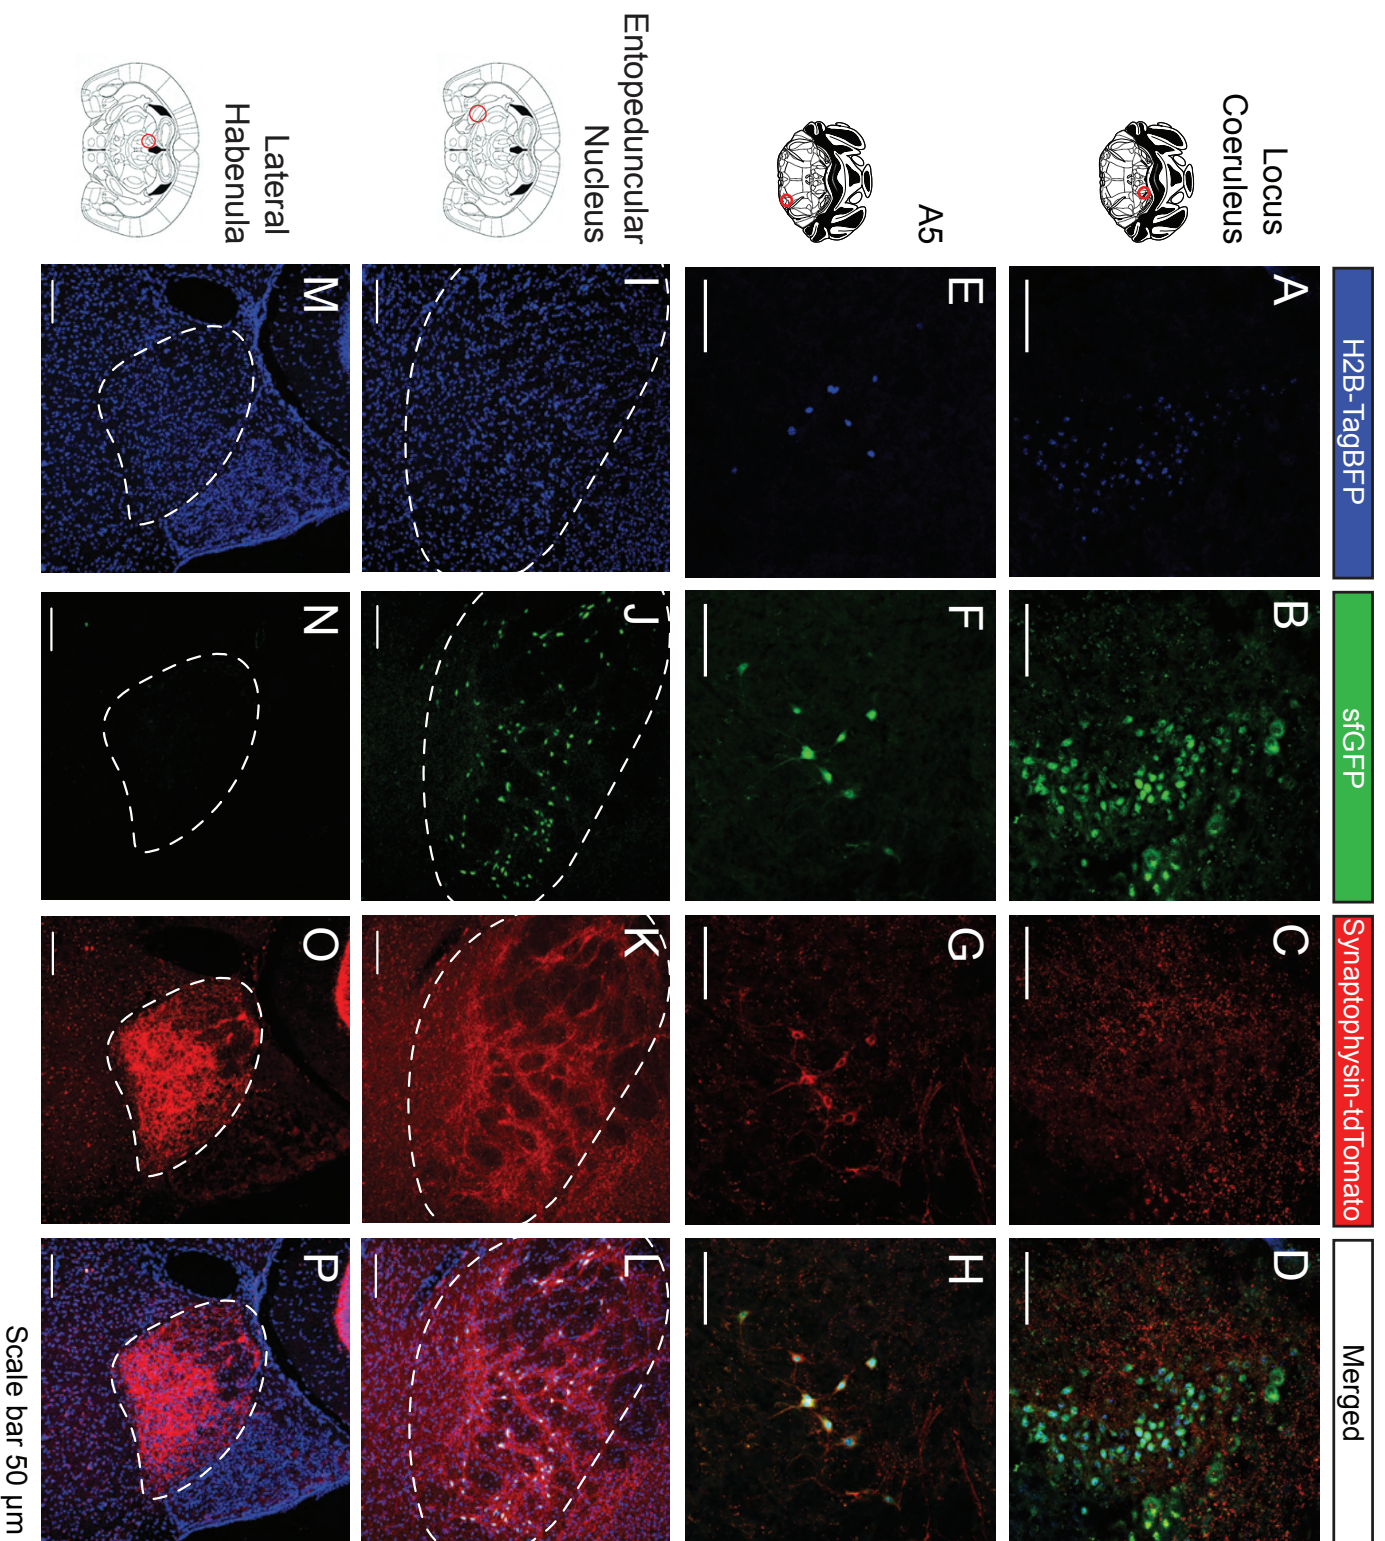 H2B-TagBFP
sfGFP
Synaptophysin-tdTomato
Merged
Locus
Coeruleus
A
B
C
D
A5
E
F
G
H
Entopeduncular
Nucleus
I
J
K
L
Lateral
Habenula
M
N
O
P
Scale bar 50 µm